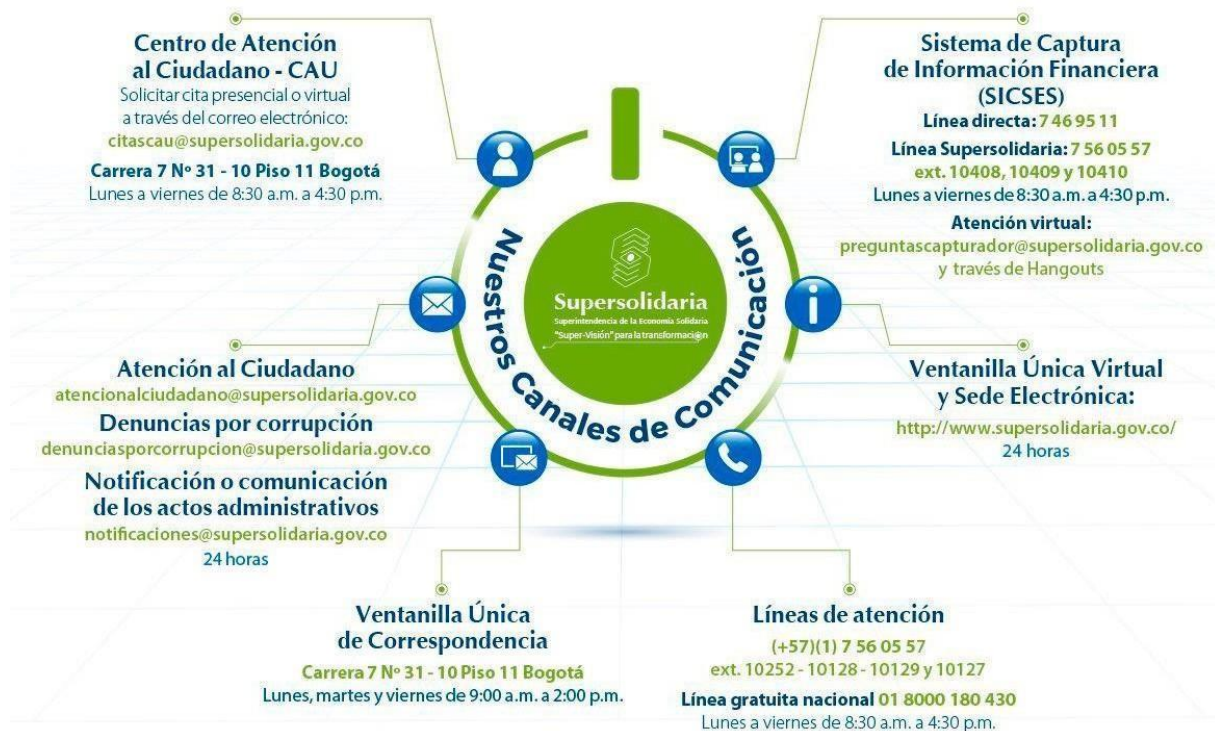 Centro de Atención
al Ciudadano - CAU
Solicitar cita presencial o virtual
a través del correo electrónico:
citascau@supersolidaria.gov.co
Carrera 7 Nº 31 - 10 Piso 11 Bogotá
Lunes a viernes de 8:30 a.m. a 4:30 p.m.
Sistema de Captura
de Información Financiera
(SICSES)
Línea directa: 7 46 95 11
Línea Supersolidaria: 7 56 05 57
ext. 10408, 10409 y 10410
Lunes a viernes de 8:30 a.m. a 4:30 p.m.
Atención virtual:
preguntascapturador@supersolidaria.gov.co
y través de Hangouts
Nuestros Canales de Comunicación
Supersolidaria
Superintendencia de la Economía Solidaria
"Super-Visión" para la transformación
Atención al Ciudadano
atencionalciudadano@supersolidaria.gov.co
Denuncias por corrupción
denunciasporcorrupcion@supersolidaria.gov.co
Notificación o comunicación
de los actos administrativos
notificaciones@supersolidaria.gov.co
24 horas
Ventanilla Única Virtual
y Sede Electrónica:
http://www.supersolidaria.gov.co/
24 horas
Ventanilla Única
de Correspondencia
Carrera 7 Nº 31 - 10 Piso 11 Bogotá
Lunes, martes y viernes de 9:00 a.m. a 2:00 p.m.
Líneas de atención
(+57)(1) 7 56 05 57
ext. 10252 - 10128 - 10129 y 10127
Línea gratuita nacional 01 8000 180 430
Lunes a viernes de 8:30 a.m. a 4:30 p.m.